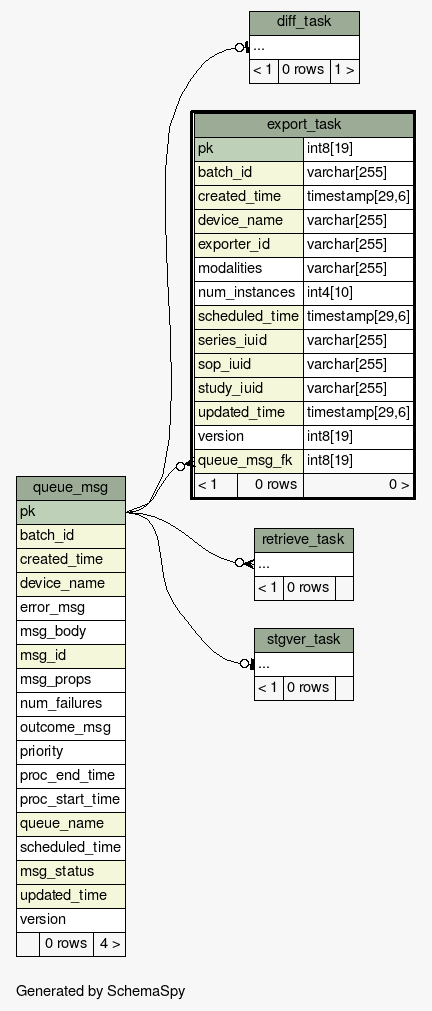 diff_task
...
< 1 0 rows 1 >
export_task
pk int8[19]
batch_id varchar[255]
created_time timestamp[29,6]
device_name varchar[255]
exporter_id varchar[255]
modalities varchar[255]
num_instances int4[10]
scheduled_time timestamp[29,6]
series_iuid varchar[255]
sop_iuid varchar[255]
study_iuid varchar[255]
updated_time timestamp[29,6]
version int8[19]
queue_msg_fk int8[19]
< 1 0 rows 0 >
queue_msg
pk
batch_id
created_time
device_name
error_msg
msg_body
msg_id
msg_props
num_failures
outcome_msg
priority
proc_end_time
proc_start_time
queue_name
scheduled_time
msg_status
updated_time
version
0 rows 4 >
retrieve_task
...
< 1 0 rows
stgver_task
...
< 1 0 rows
Generated by SchemaSpy